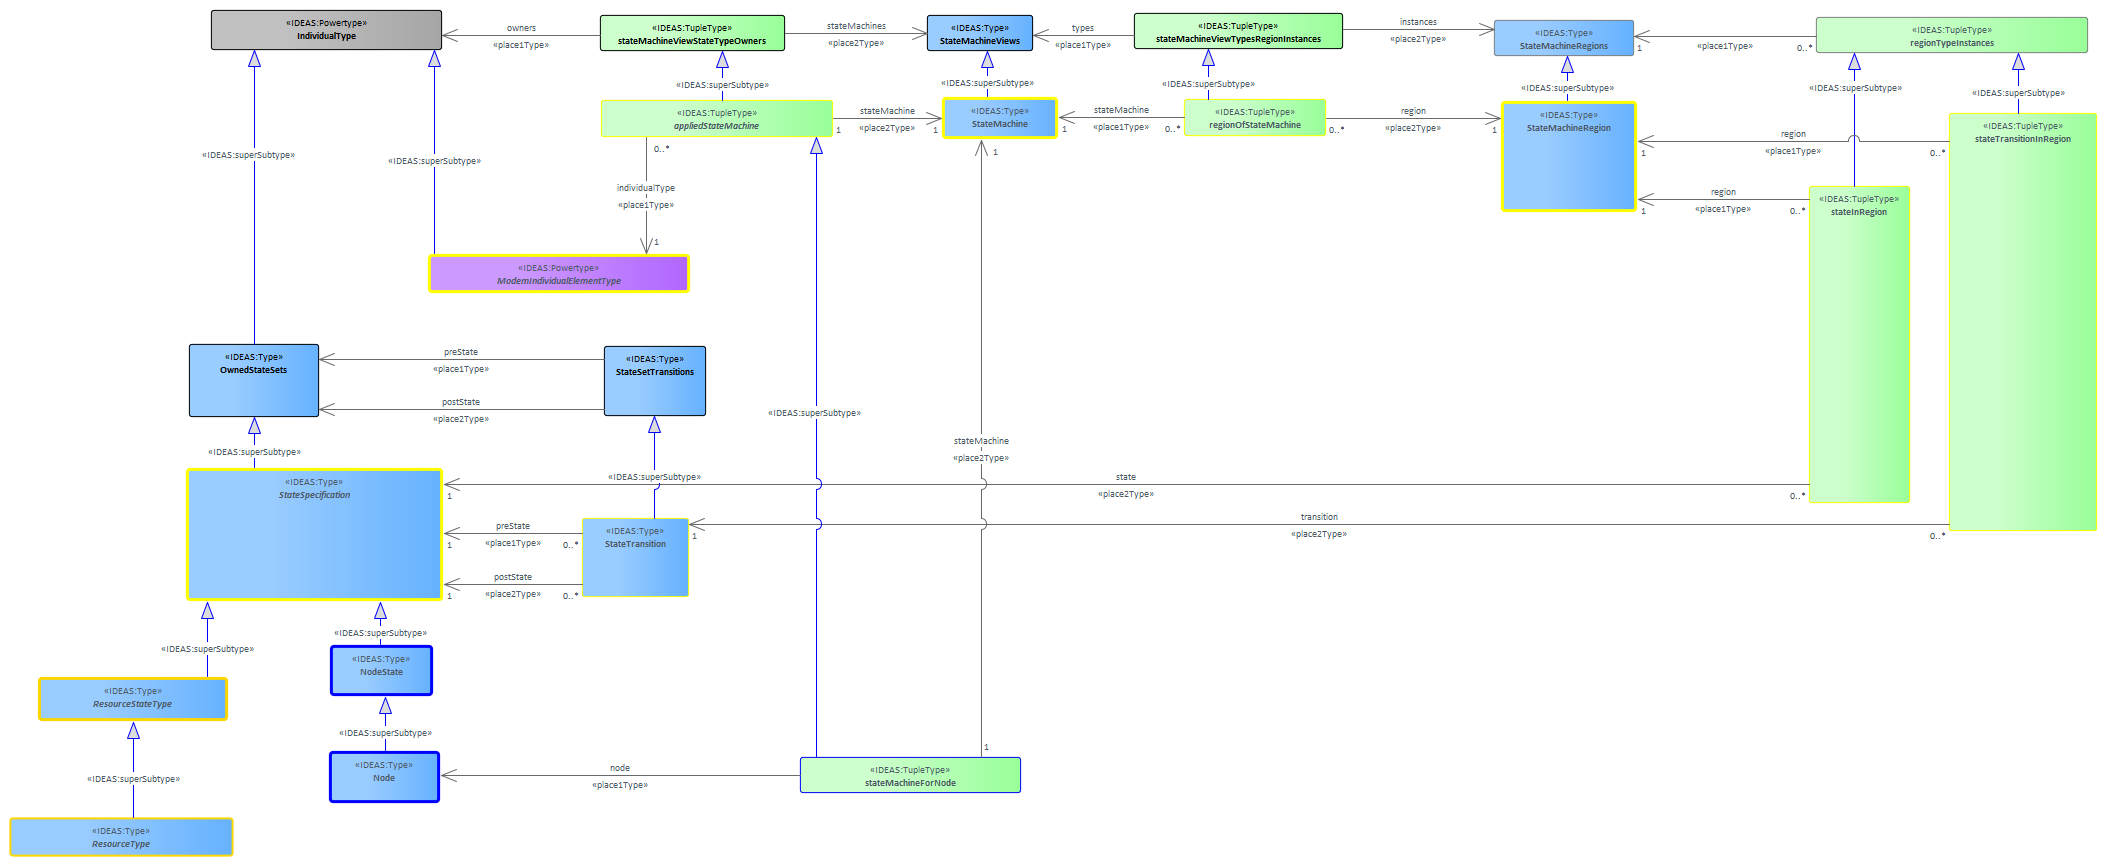 «IDEAS:Powertype»
IndividualType
owners
«place1Type»
«IDEAS:TupleType»
stateMachineViewStateTypeOwners
stateMachines
«place2Type»
«IDEAS:Type»
StateMachineViews
types
«place1Type»
«IDEAS:TupleType»
stateMachineViewTypesRegionInstances
instances
«place2Type»
«IDEAS:Type»
StateMachineRegions
1
«place1Type»
0..*
«IDEAS:TupleType»
regionTypeInstances
«IDEAS:superSubtype»
«IDEAS:superSubtype»
«IDEAS:superSubtype»
«IDEAS:superSubtype»
«IDEAS:superSubtype»
«IDEAS:superSubtype»
«IDEAS:TupleType»
appliedStateMachine
1
stateMachine
«place2Type»
1
«IDEAS:Type»
StateMachine
1
stateMachine
«place1Type»
0..*
«IDEAS:TupleType»
regionOfStateMachine
0..*
region
«place2Type»
1
«IDEAS:Type»
StateMachineRegion
1
region
«place1Type»
0..*
«IDEAS:TupleType»
stateTransitionInRegion
«IDEAS:superSubtype»
«IDEAS:superSubtype»
0..*
individualType
«place1Type»
1
1
1
region
«place1Type»
0..*
«IDEAS:TupleType»
stateInRegion
«IDEAS:Powertype»
ModemIndividualElementType
«IDEAS:Type»
OwnedStateSets
preState
«place1Type»
postState
«place2Type»
«IDEAS:Type»
StateSetTransitions
«IDEAS:superSubtype»
stateMachine
«place2Type»
«IDEAS:superSubtype»
«IDEAS:superSubtype»
«IDEAS:Type»
StateSpecification
1
state
«place2Type»
0..*
1
preState
«place1Type»
0..*
«IDEAS:Type»
StateTransition
1
transition
«place2Type»
0..*
1
postState
«place2Type»
0..*
«IDEAS:superSubtype»
«IDEAS:superSubtype»
«IDEAS:Type»
NodeState
«IDEAS:Type»
ResourceStateType
«IDEAS:superSubtype»
«IDEAS:superSubtype»
1
«IDEAS:Type»
Node
node
«place1Type»
«IDEAS:TupleType»
stateMachineForNode
«IDEAS:Type»
ResourceType